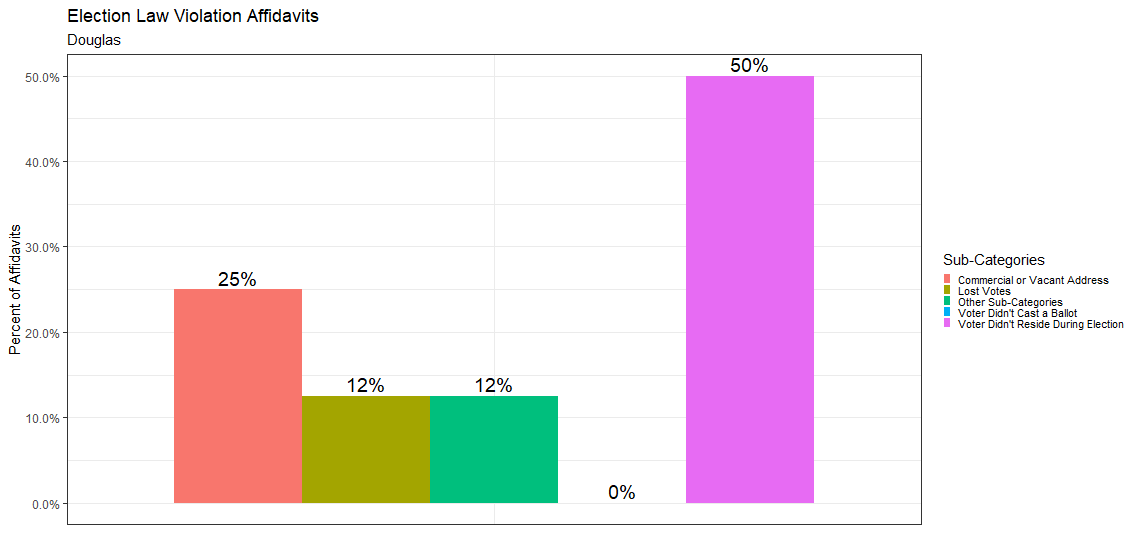 Election Law Violation Affidavits
Douglas
Percent of Affidavits
50.0%
40.0%
30.0%
20.0%
10.0%
0.0%
25%
12%
12%
0%
50%
Sub-Categories
Commercial or Vacant Address
Lost Votes
Other Sub-Categories
Voter Didn't Cast a Ballot
Voter Didn't Reside During Election